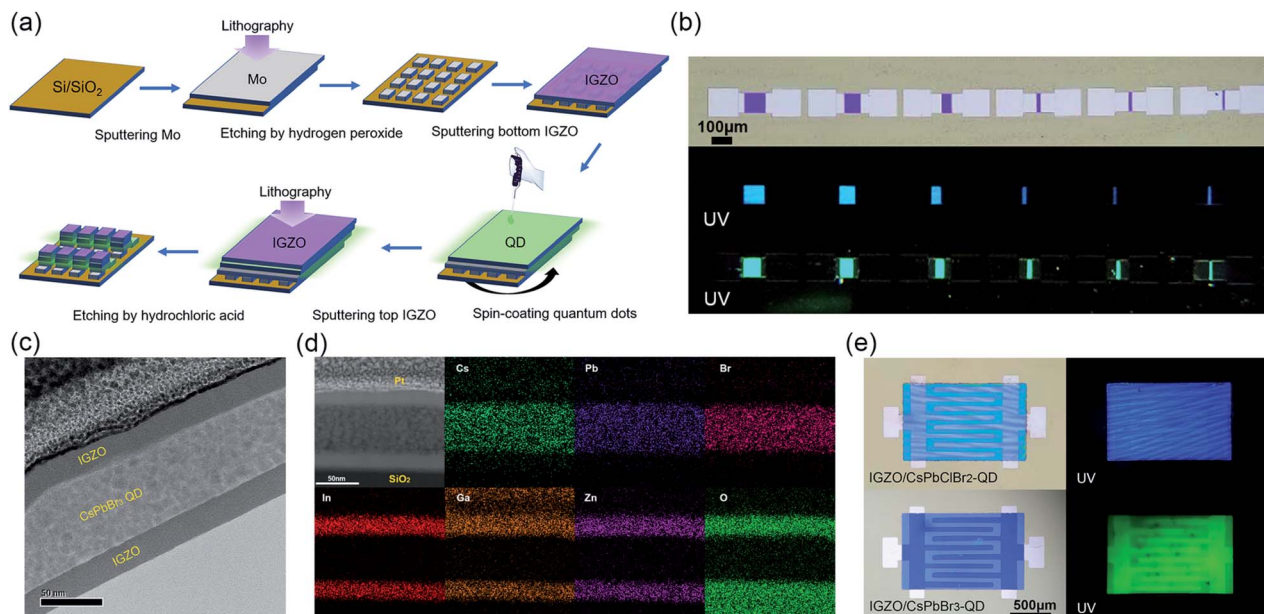 (a)
Lithography
Si/SiO2
Mo
IGZO
Sputtering Mo
Etching by hydrogen peroxide
Sputtering bottom IGZO
Lithography
IGZO
QD
Etching by hydrochloric acid
Sputtering top IGZO
Spin-coating quantum dots
(b)
100μm
UV
UV
(c)
IGZO
CsPbBr3 QD
IGZO
50 nm
(d)
Pt
50nm
SiO2
Cs
Pb
Br
In
Ga
Zn
O
(e)
IGZO/CsPbClBr2-QD
UV
IGZO/CsPbBr3-QD
500μm
UV